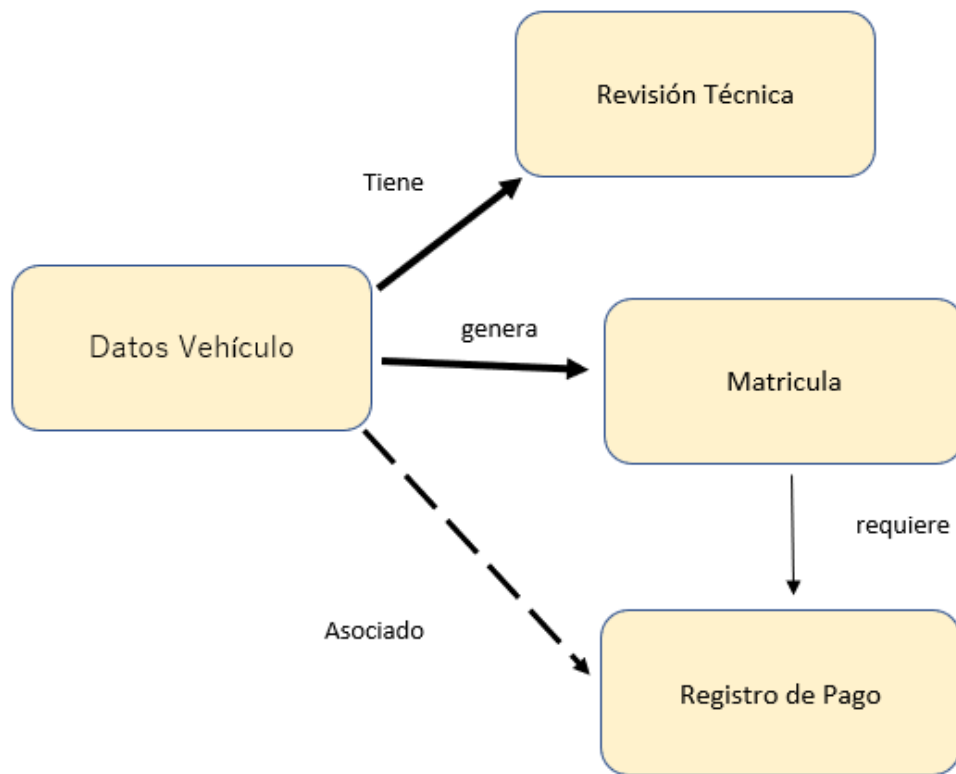 Revisión Técnica
Tiene
Datos Vehículo
genera
Matricula
requiere
Asociado
Registro de Pago